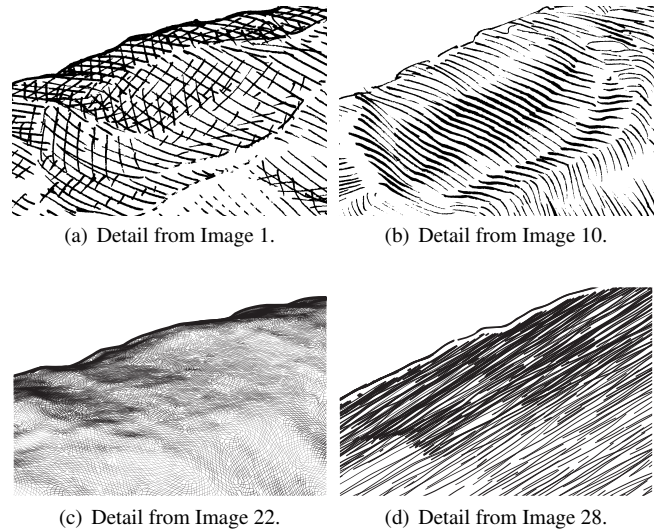 (a) Detail from Image 1.
(b) Detail from Image 10.
(c) Detail from Image 22.
(d) Detail from Image 28.